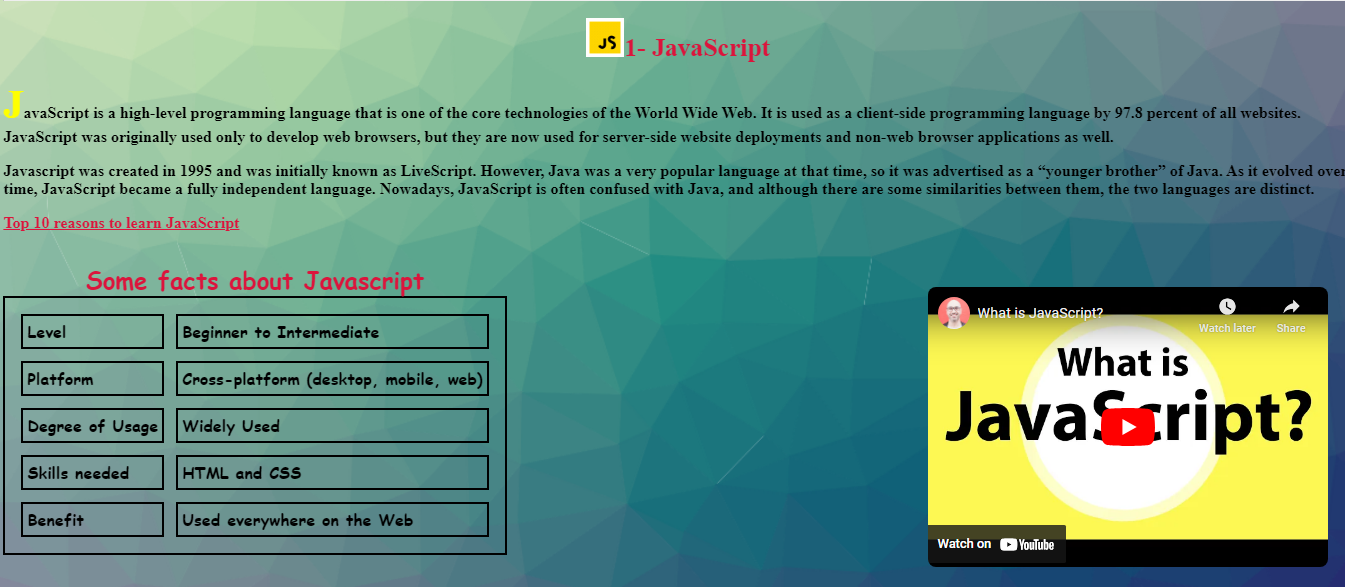 JS 1- JavaScript
JavaScript is a high-level programming language that is one of the core technologies of the World Wide Web. It is used as a client-side programming language by 97.8 percent of all websites.
JavaScript was originally used only to develop web browsers, but they are now used for server-side website deployments and non-web browser applications as well.
Javascript was created in 1995 and was initially known as LiveScript. However, Java was a very popular language at that time, so it was advertised as a “younger brother” of Java. As it evolved over
time, JavaScript became a fully independent language. Nowadays, JavaScript is often confused with Java, and although there are some similarities between them, the two languages are distinct.
Top 10 reasons to learn JavaScript
Some facts about Javascript
Level Beginner to Intermediate
Platform Cross-platform (desktop, mobile, web)
Degree of Usage Widely Used
Skills needed HTML and CSS
Benefit Used everywhere on the Web
What is JavaScript?
Watch later Share
What is
JavaScript?
Watch on YouTube